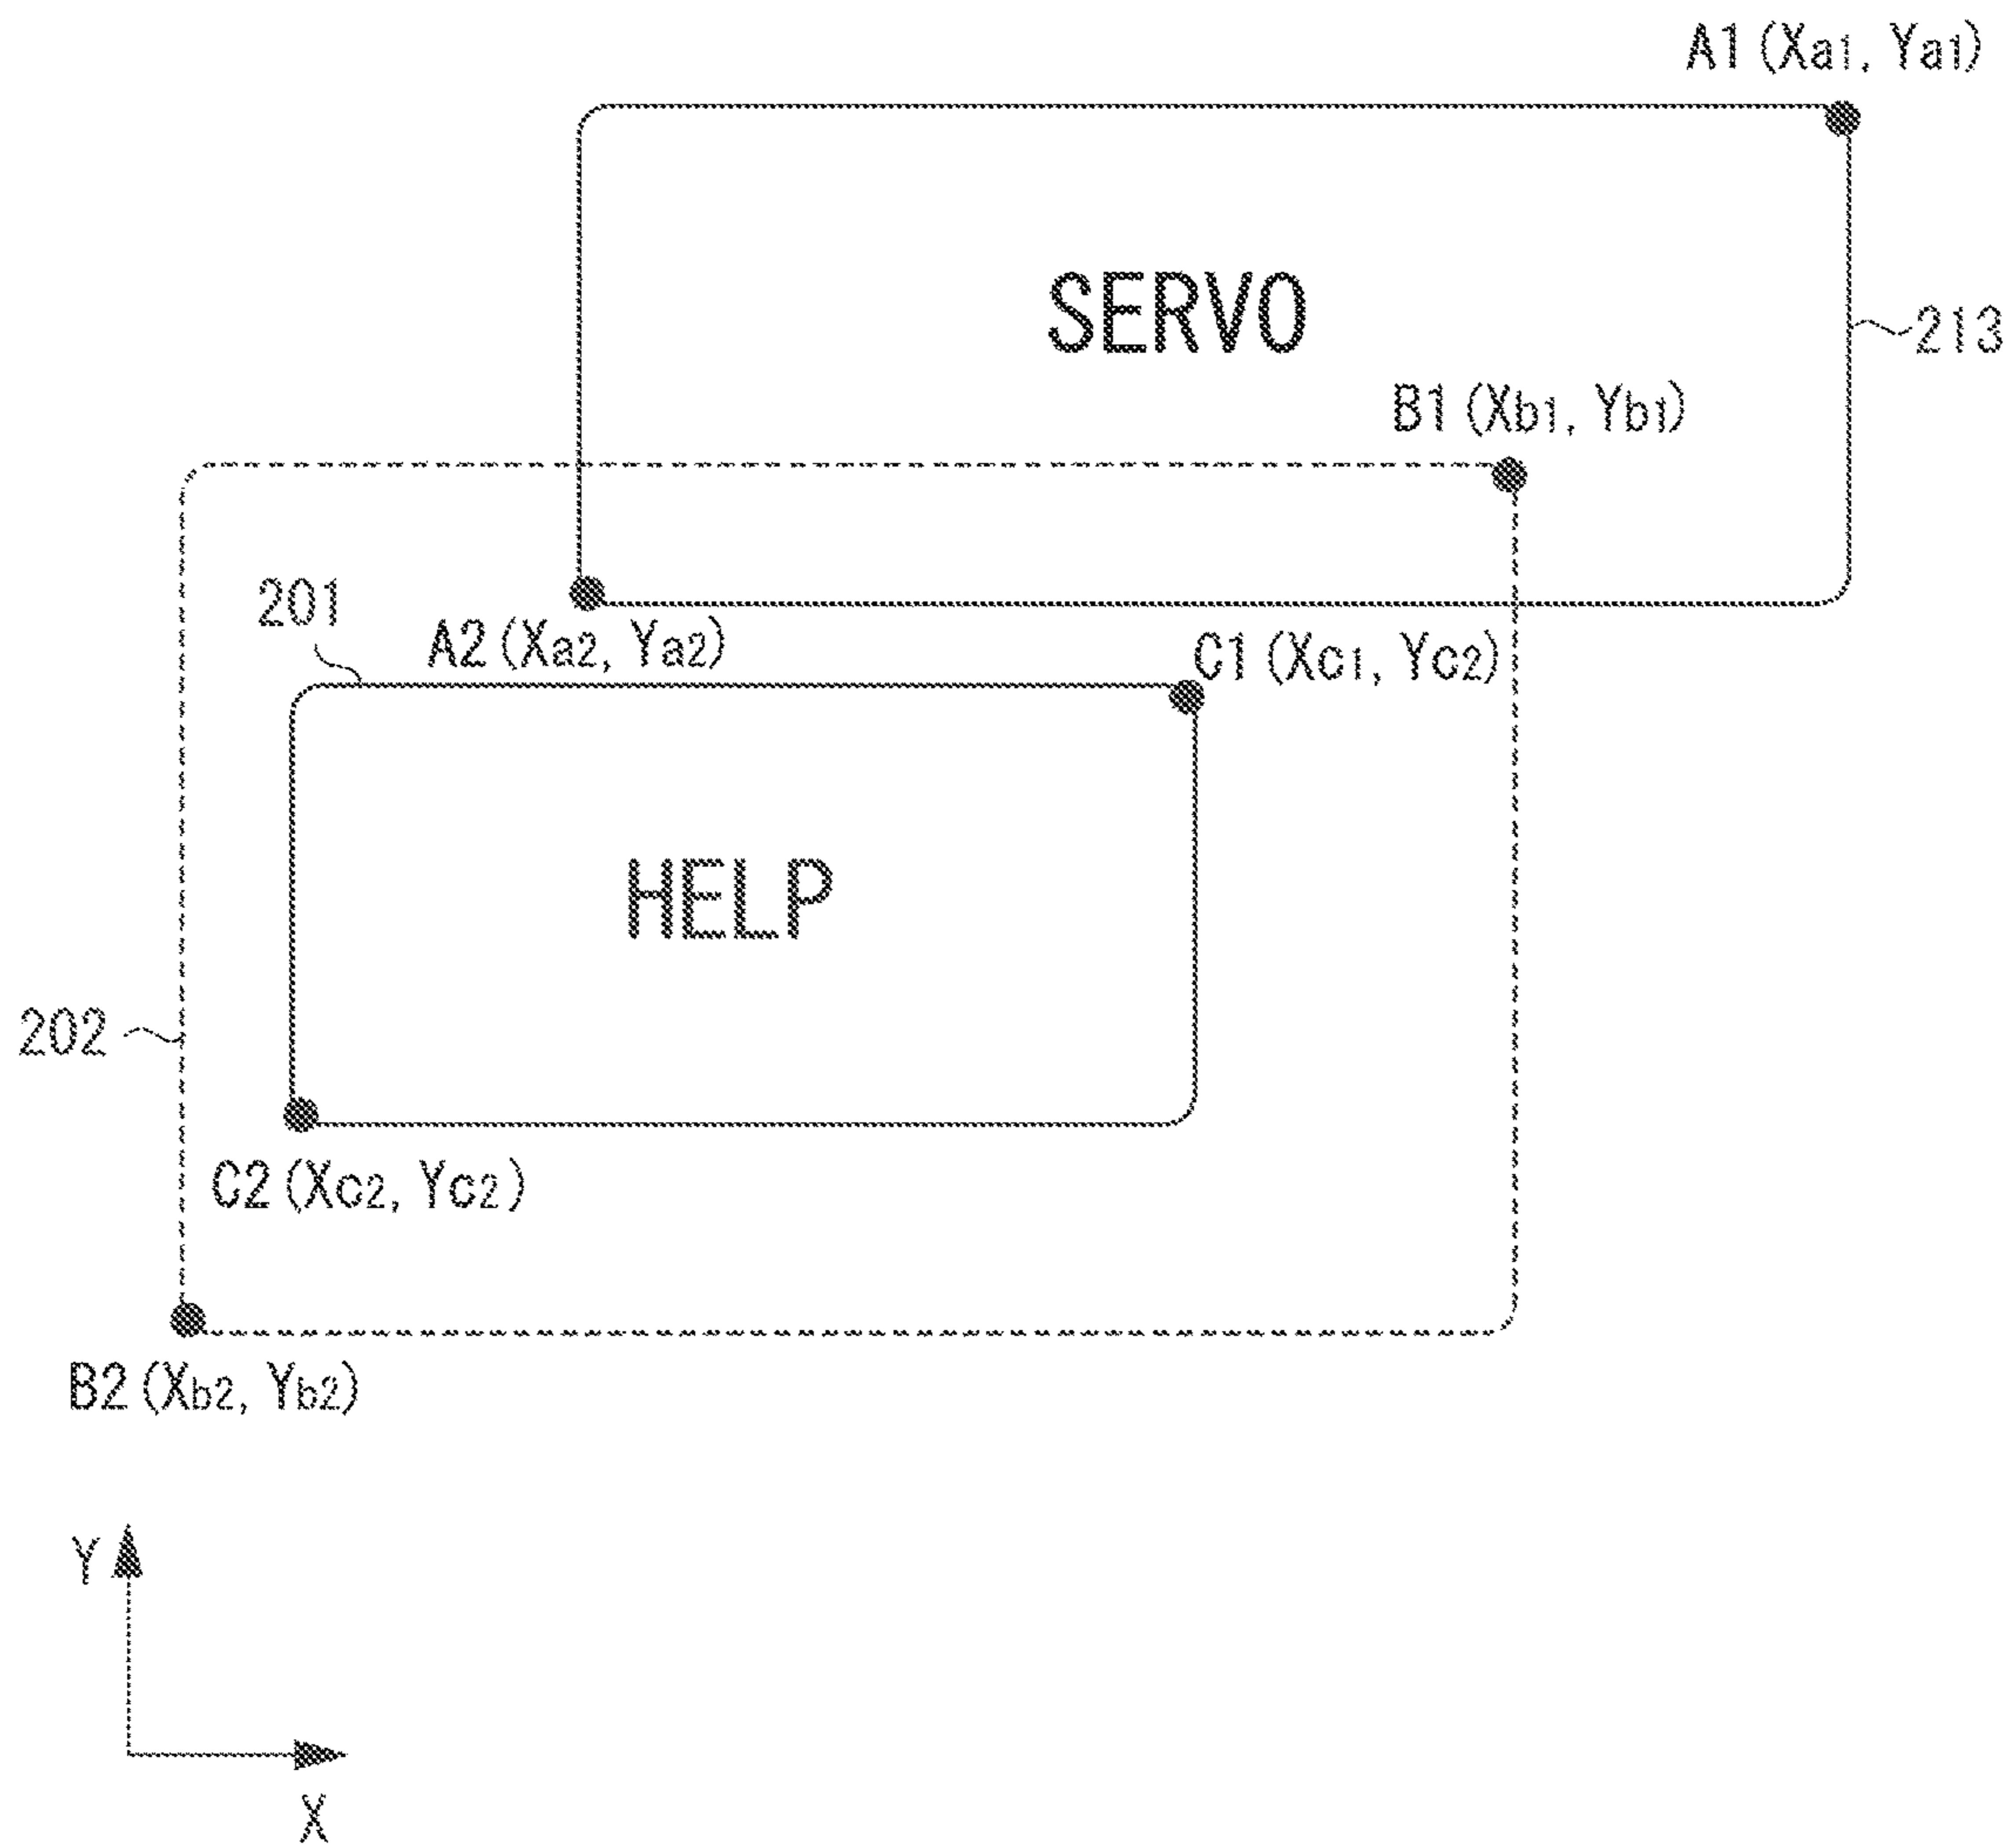 A1 (Xa1, Ya1)
SERVO
213
B1 (Xb1, Yb1)
201
A2 (Xa2, Ya2)
C1 (Xc1, Yc2)
HELP
202
C2 (Xc2, Yc2)
B2 (Xb2, Yb2)
Y
X